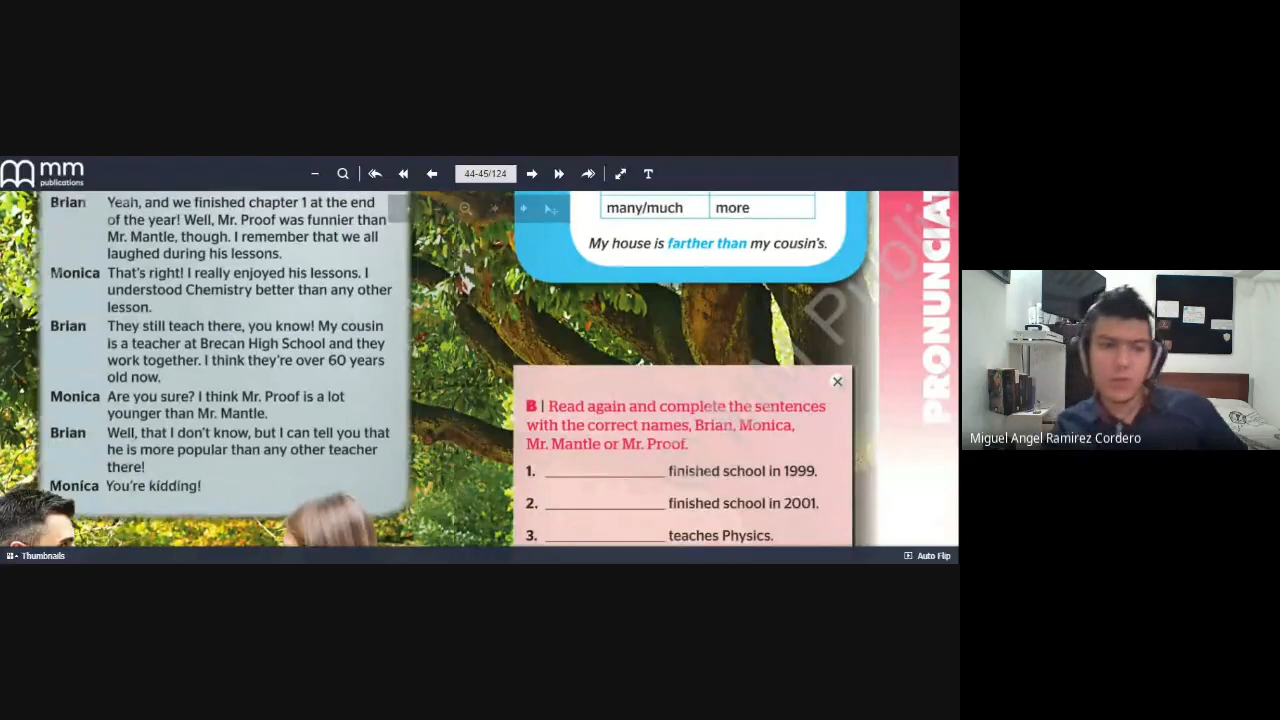 mm
publications
44-45/124
T
Brian Yeah, and we finished chapter 1 at the end
of the year! Well, Mr. Proof was funnier than
Mr. Mantle, though. I remember that we all
laughed during his lessons.
Monica That's right! I really enjoyed his lessons. I
understood Chemistry better than any other
lesson.
Brian They still teach there, you know! My cousin
is a teacher at Brecan High School and they
work together. I think they're over 60 years
old now.
Monica Are you sure? I think Mr. Proof is a lot
younger than Mr. Mantle.
Brian Well, that I don't know, but I can tell you that
he is more popular than any other teacher
there!
Monica You're kidding!
many/much more
My house is farther than my cousin's.
B | Read again and complete the sentences
with the correct names, Brian, Monica,
Mr. Mantle or Mr. Proof.
1. ____________ finished school in 1999.
2. ____________ finished school in 2001.
3. ____________ teaches Physics.
PRONUNCIA
Thumbnails
Auto Flip
Miguel Angel Ramirez Cordero